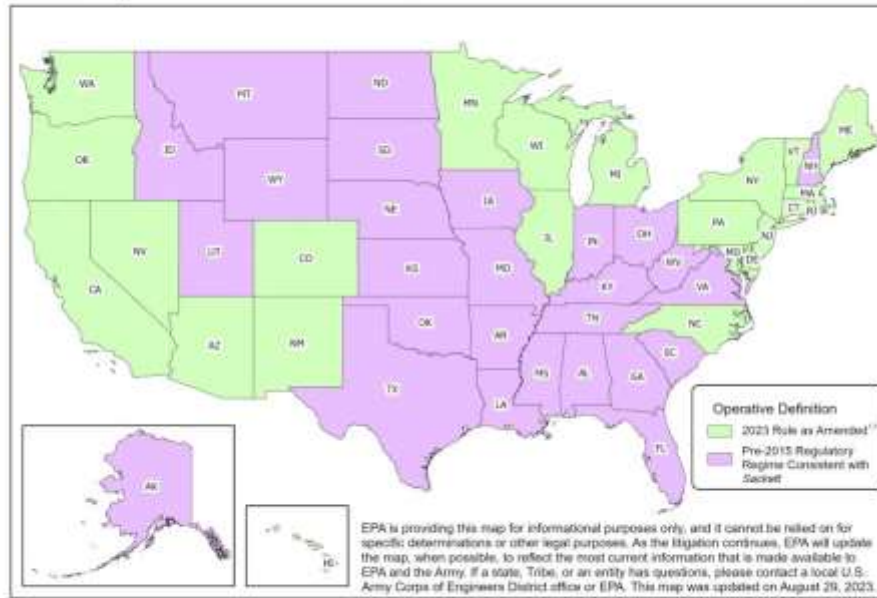 WA
MT
ND
MN
ME
OR
ID
SD
WI
VT
NH
WY
MI
NY
MA
CT
RI
IA
NE
PA
NJ
NV
UT
CO
IL
IN
OH
MD
DE
WV
CA
KS
MO
KY
VA
TN
NC
AZ
NM
OK
AR
SC
MS
AL
GA
TX
LA
FL
AK
HI
Operative Definition
2023 Rule as Amended
Pre-2015 Regulatory
Regime Consistent with
Sackett
EPA is providing this map for informational purposes only, and it cannot be relied on for
specific determinations or other legal purposes. As the litigation continues, EPA will update
the map, when possible, to reflect the most current information that is made available to
EPA and the Army. If a state, Tribe, or an entity has questions, please contact a local U.S.
Army Corps of Engineers District office or EPA. This map was updated on August 29, 2023.